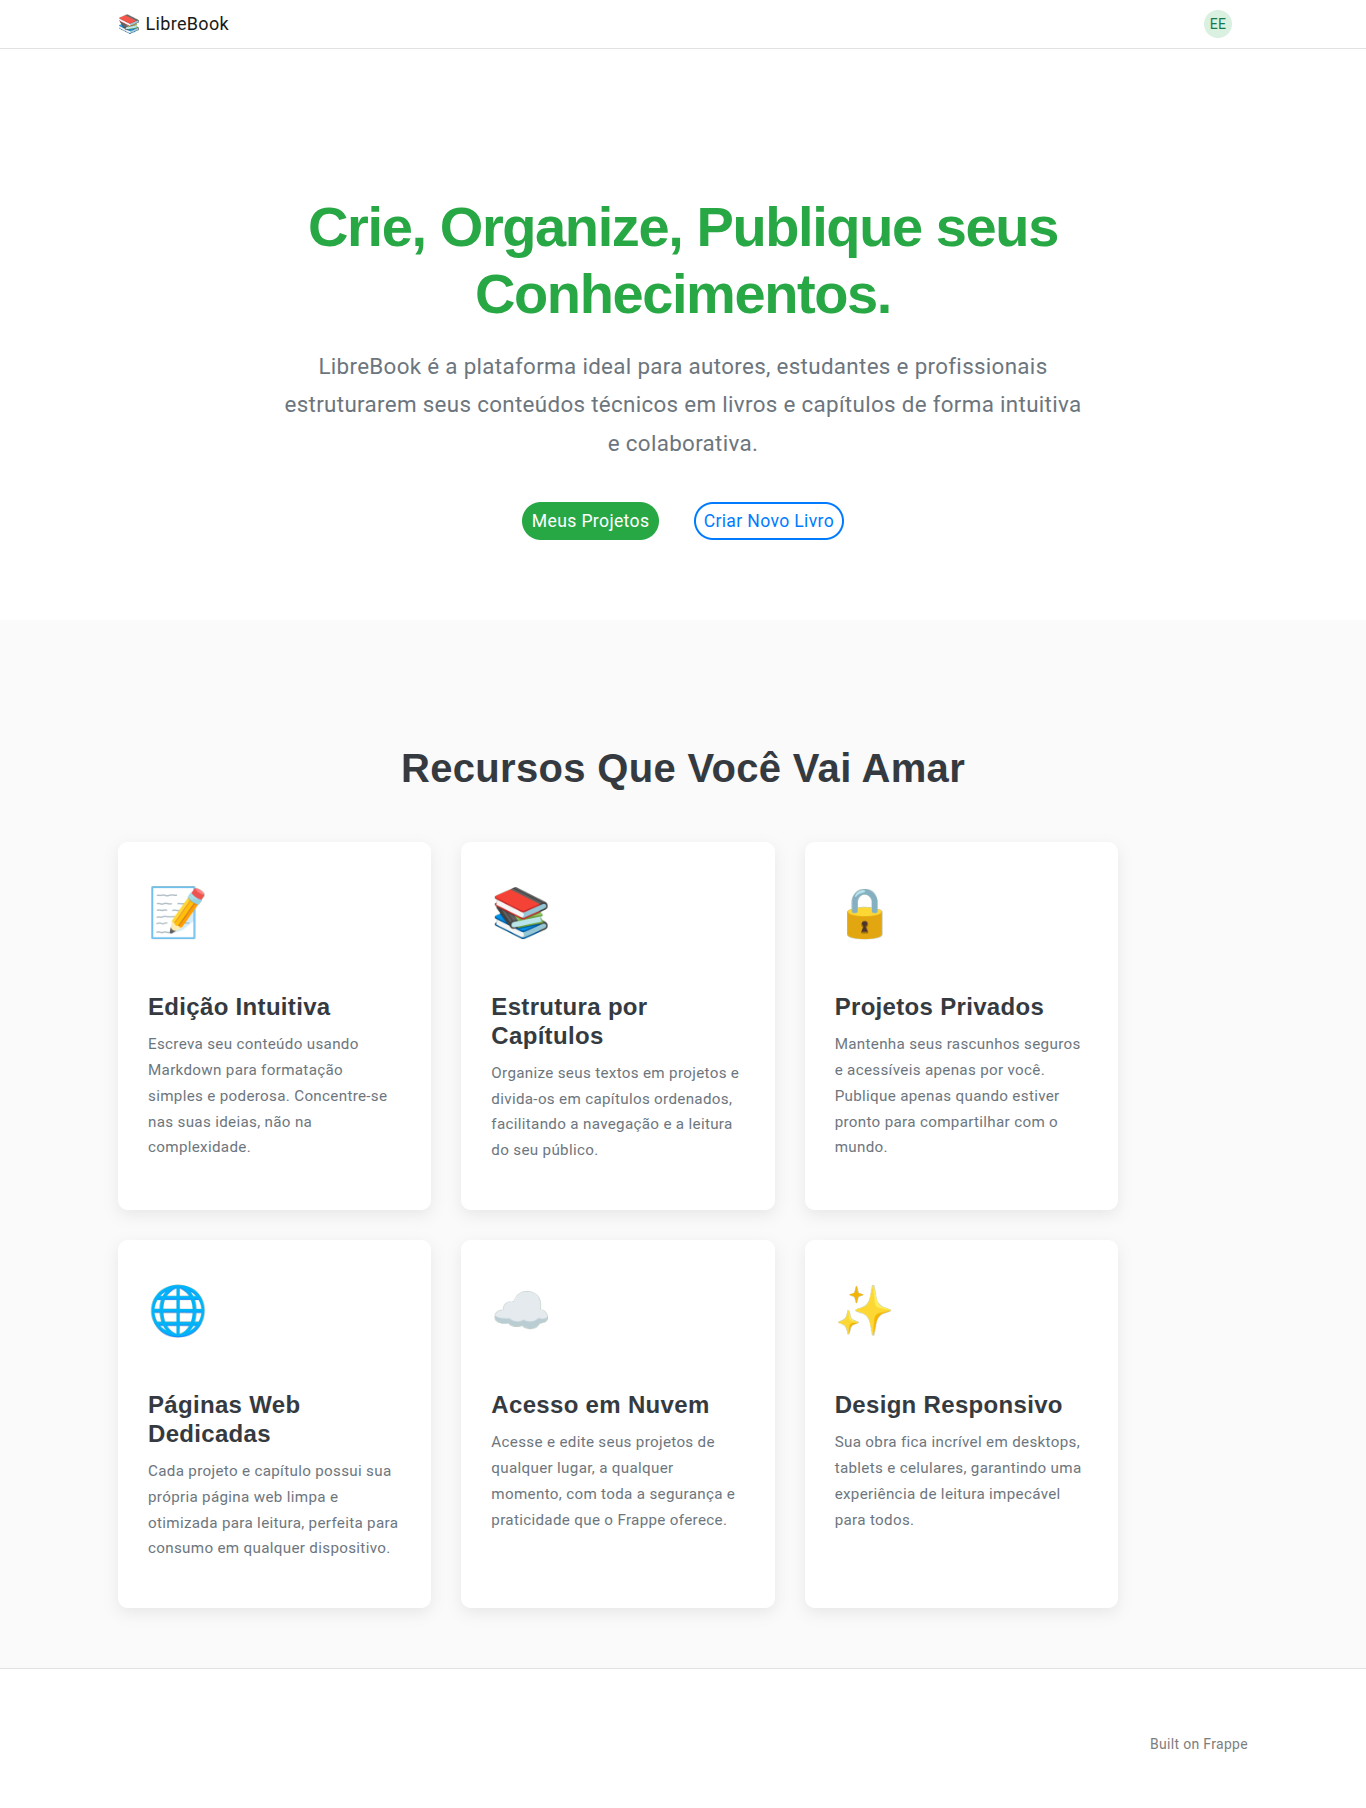 LibreBook
EE
Crie, Organize, Publique seus
Conhecimentos.
LibreBook é a plataforma ideal para autores, estudantes e profissionais
estruturarem seus conteúdos técnicos em livros e capítulos de forma intuitiva
e colaborativa.
Meus Projetos
Criar Novo Livro
Recursos Que Você Vai Amar
Edição Intuitiva
Escreva seu conteúdo usando
Markdown para formatação
simples e poderosa. Concentre-se
nas suas ideias, não na
complexidade.
Estrutura por
Capítulos
Organize seus textos em projetos e
divida-os em capítulos ordenados,
facilitando a navegação e a leitura
do seu público.
Projetos Privados
Mantenha seus rascunhos seguros
e acessíveis apenas por você.
Publique apenas quando estiver
pronto para compartilhar com o
mundo.
Páginas Web
Dedicadas
Cada projeto e capítulo possui sua
própria página web limpa e
otimizada para leitura, perfeita para
consumo em qualquer dispositivo.
Acesso em Nuvem
Acesse e edite seus projetos de
qualquer lugar, a qualquer
momento, com toda a segurança e
praticidade que o Frappe oferece.
Design Responsivo
Sua obra fica incrível em desktops,
tablets e celulares, garantindo uma
experiência de leitura impecável
para todos.
Built on Frappe